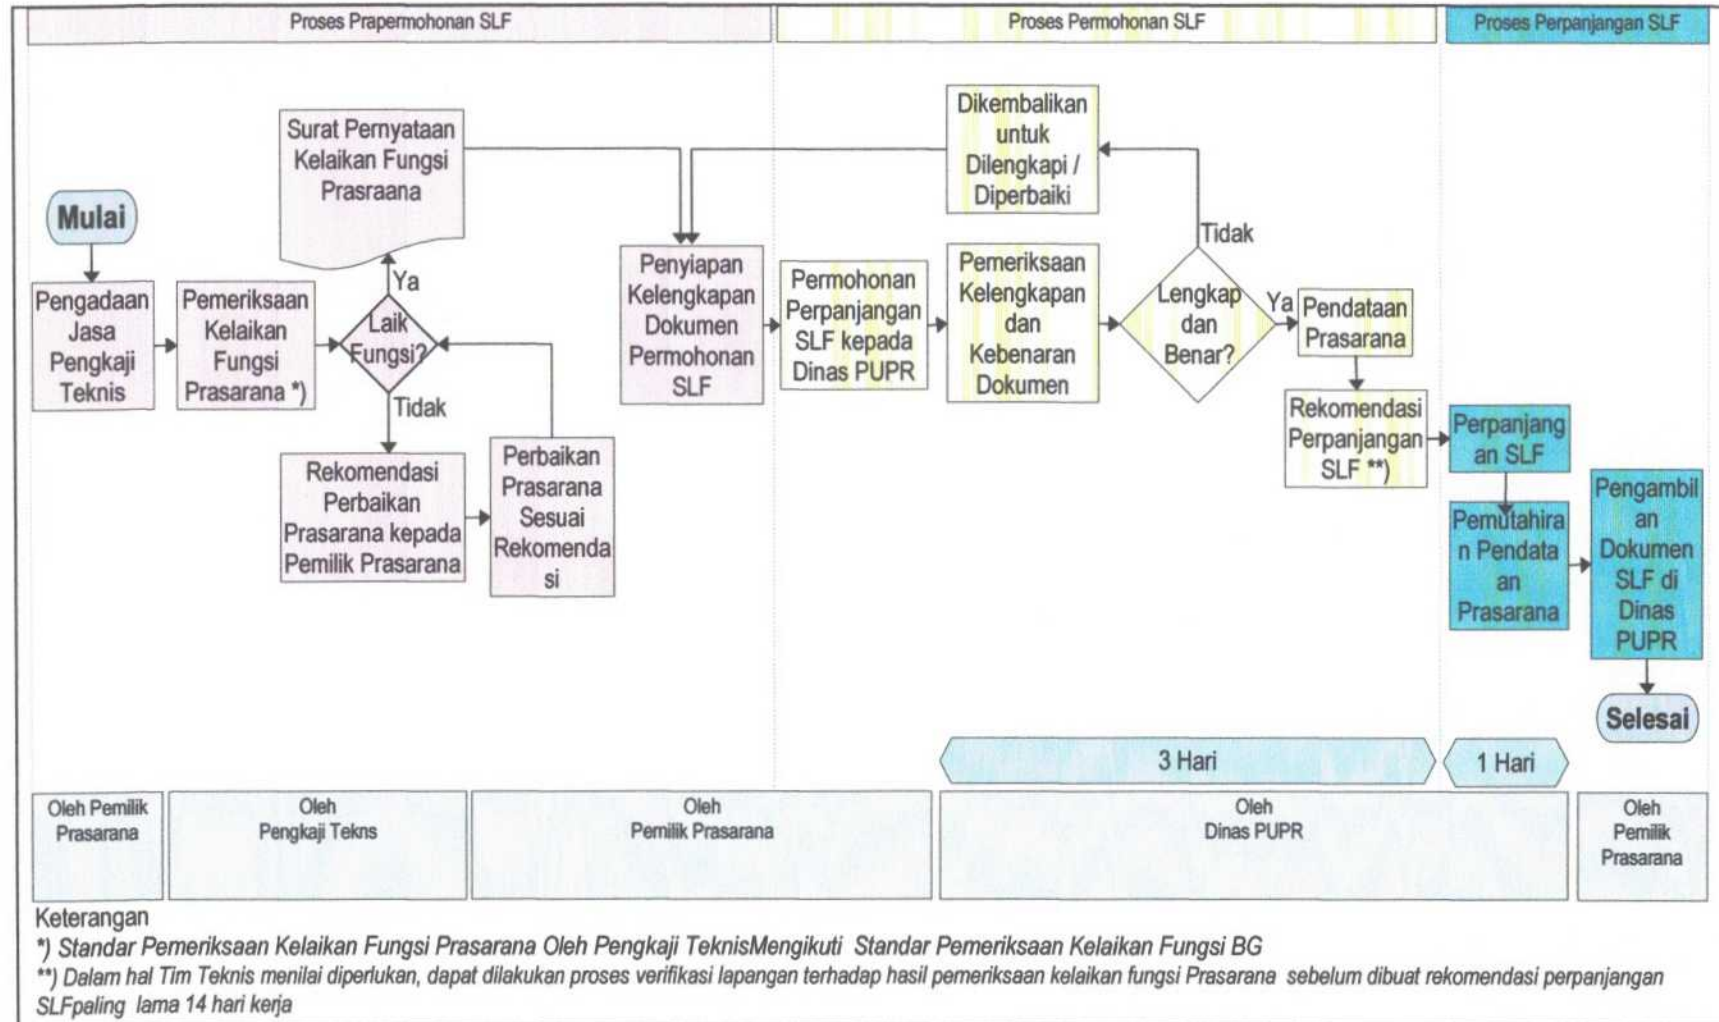 Proses Prapermohonan SLF
Proses Permohonan SLF
Proses Perpanjangan SLF
Mulai
Pengadaan
Jasa
Pengkaji
Teknis
Pemeriksaan
Kelaikan
Fungsi
Prasarana *)
Surat Pernyataan
Kelaikan Fungsi
Prasraana
Ya
Laik
Fungsi?
Tidak
Rekomendasi
Perbaikan
Prasarana kepada
Pemilik Prasarana
Perbaikan
Prasarana
Sesuai
Rekomenda
si
Penyiapan
Kelengkapan
Dokumen
Permohonan
SLF
Permohonan
Perpanjangan
SLF kepada
Dinas PUPR
Dikembalikan
untuk
Dilengkapi /
Diperbaiki
Pemeriksaan
Kelengkapan
dan
Kebenaran
Dokumen
Tidak
Lengkap
dan
Benar?
Ya
Pendataan
Prasarana
Rekomendasi
Perpanjangan
SLF **)
Perpanjang
an SLF
Pemutahira
n Pendata
an
Prasarana
Pengambil
an
Dokumen
SLF di
Dinas
PUPR
Selesai
3 Hari
1 Hari
Oleh Pemilik
Prasarana
Oleh
Pengkaji Tekns
Oleh
Pemilik Prasarana
Oleh
Dinas PUPR
Oleh
Pemilik
Prasarana
Keterangan
*) Standar Pemeriksaan Kelaikan Fungsi Prasarana Oleh Pengkaji TeknisMengikuti Standar Pemeriksaan Kelaikan Fungsi BG
**) Dalam hal Tim Teknis menilai diperlukan, dapat dilakukan proses verifikasi lapangan terhadap hasil pemeriksaan kelaikan fungsi Prasarana sebelum dibuat rekomendasi perpanjangan
SLFpaling lama 14 hari kerja